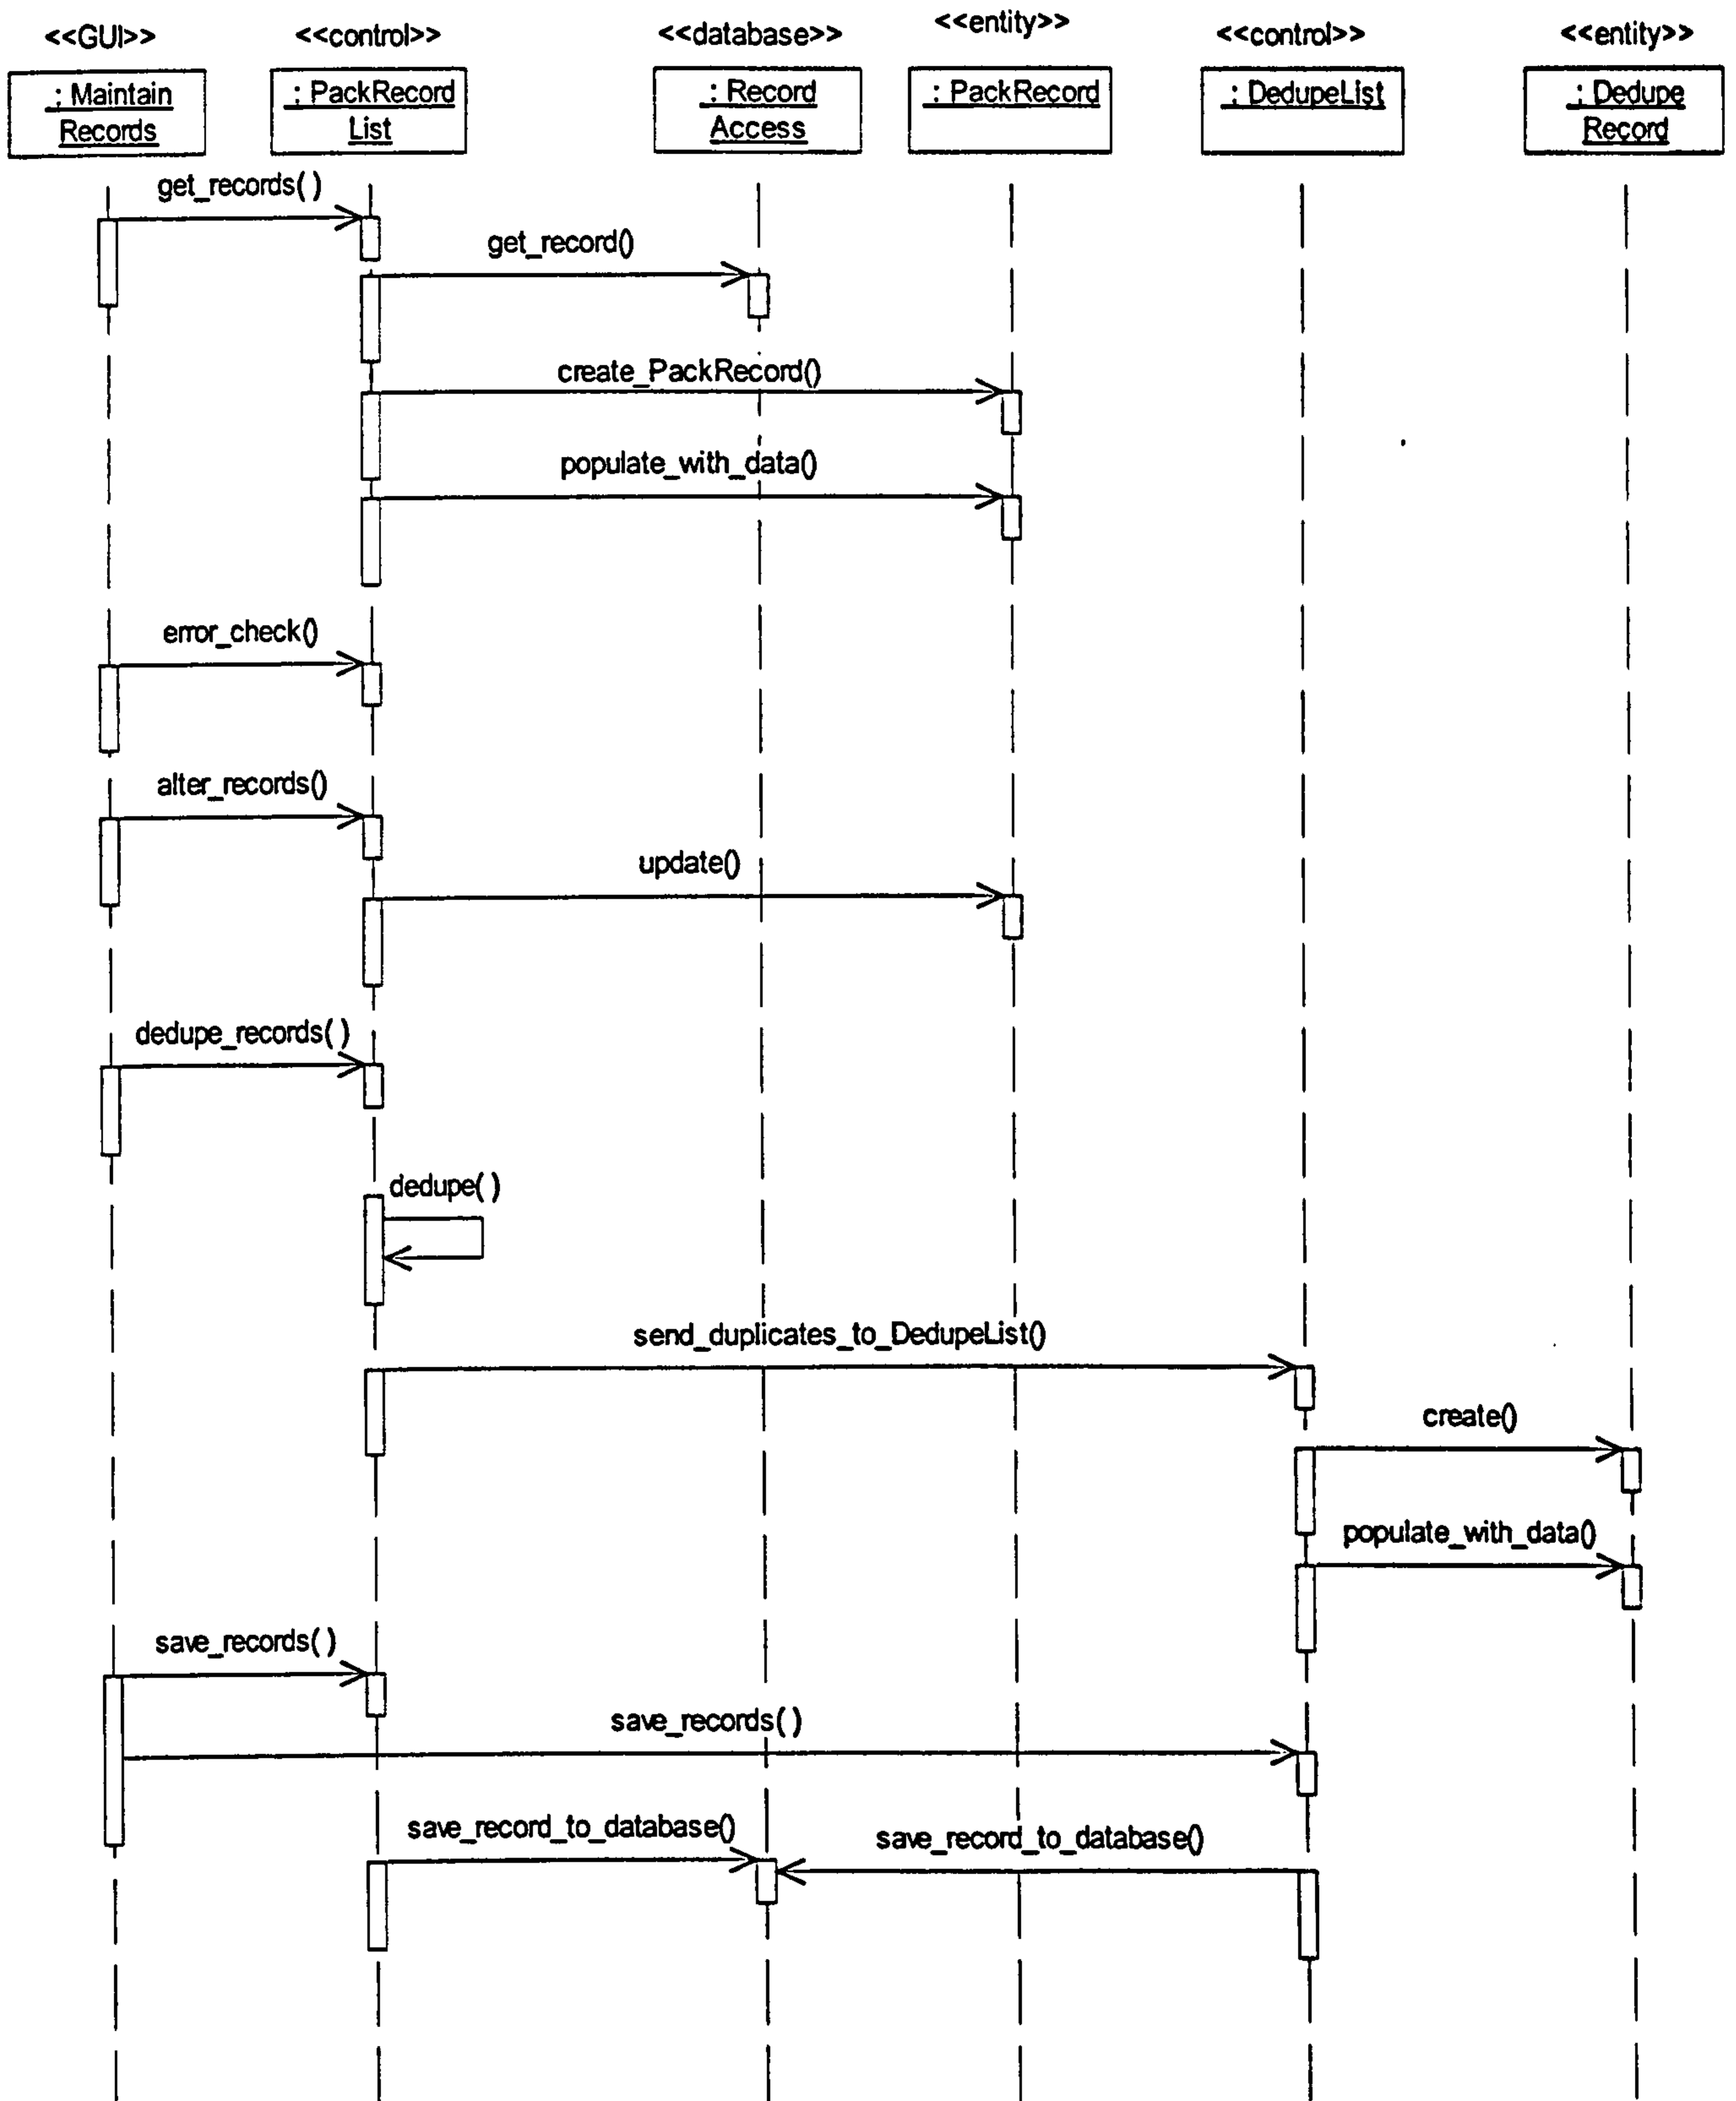 <<GUI>>
<<control>>
<<database>>
<<entity>>
<<control>>
<<entity>>
: Maintain
Records
: PackRecord
List
: Record
Access
: PackRecord
: DedupeList
: Dedupe
Record
get_records( )
get_record()
create_PackRecord()
populate_with_data()
error_check()
alter_records()
update()
dedupe_records( )
dedupe( )
send_duplicates_to_DedupeList()
create()
populate_with_data()
save_records( )
save_records( )
save_record_to_database()
save_record_to_database()